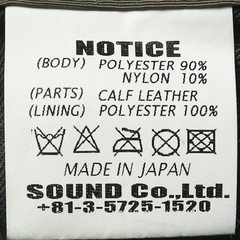 NOTICE
(BODY) POLYESTER 90%
NYLON 10%
(PARTS) CALF LEATHER
(LINING) POLYESTER 100%
MADE IN JAPAN
SOUND Co.,Ltd.
+81-3-5725-1520